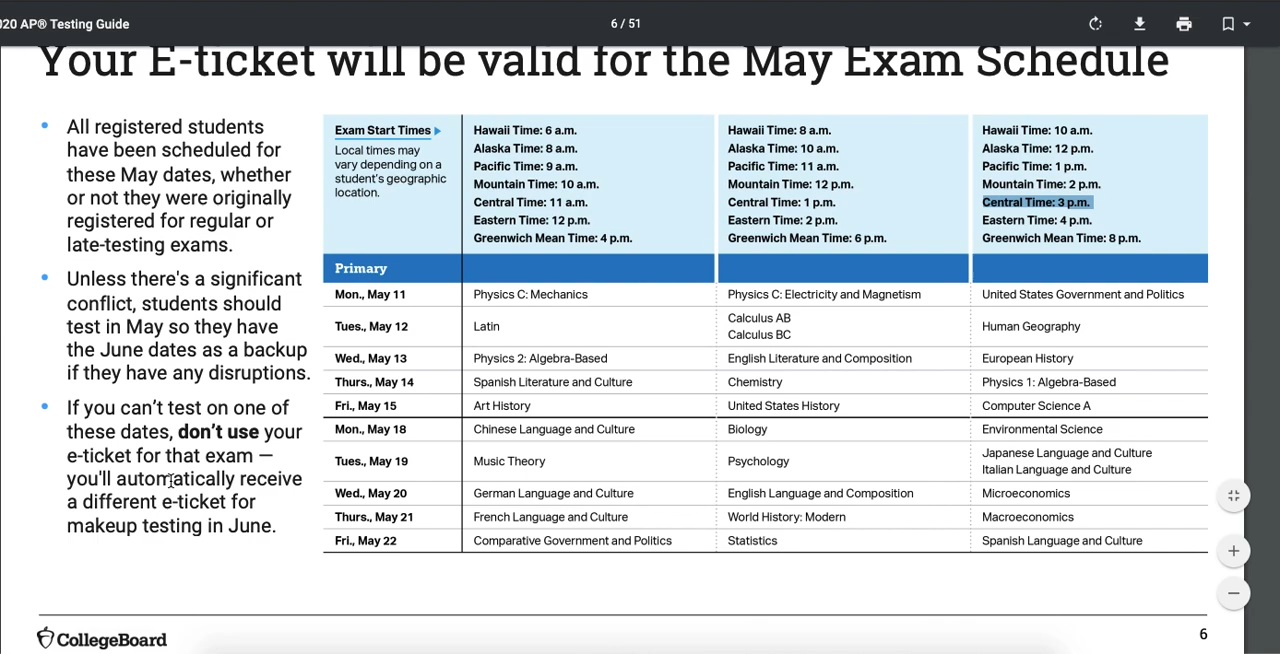 020 AP® Testing Guide
6 / 51
Your E-ticket will be valid for the May Exam Schedule
All registered students
have been scheduled for
these May dates, whether
or not they were originally
registered for regular or
late-testing exams.
Unless there's a significant
conflict, students should
test in May so they have
the June dates as a backup
if they have any disruptions.
If you can't test on one of
these dates, don't use your
e-ticket for that exam —
you'll automatically receive
a different e-ticket for
makeup testing in June.
Exam Start Times
Local times may
vary depending on a
student's geographic
location.
Hawaii Time: 6 a.m.
Alaska Time: 8 a.m.
Pacific Time: 9 a.m.
Mountain Time: 10 a.m.
Central Time: 11 a.m.
Eastern Time: 12 p.m.
Greenwich Mean Time: 4 p.m.
Hawaii Time: 8 a.m.
Alaska Time: 10 a.m.
Pacific Time: 11 a.m.
Mountain Time: 12 p.m.
Central Time: 1 p.m.
Eastern Time: 2 p.m.
Greenwich Mean Time: 6 p.m.
Hawaii Time: 10 a.m.
Alaska Time: 12 p.m.
Pacific Time: 1 p.m.
Mountain Time: 2 p.m.
Central Time: 3 p.m.
Eastern Time: 4 p.m.
Greenwich Mean Time: 8 p.m.
Primary
Mon., May 11 Physics C: Mechanics Physics C: Electricity and Magnetism United States Government and Politics
Tues., May 12 Latin Calculus AB Human Geography
Calculus BC
Wed., May 13 Physics 2: Algebra-Based English Literature and Composition European History
Thurs., May 14 Spanish Literature and Culture Chemistry Physics 1: Algebra-Based
Fri., May 15 Art History United States History Computer Science A
Mon., May 18 Chinese Language and Culture Biology Environmental Science
Tues., May 19 Music Theory Psychology Japanese Language and Culture
Italian Language and Culture
Wed., May 20 German Language and Culture English Language and Composition Microeconomics
Thurs., May 21 French Language and Culture World History: Modern Macroeconomics
Fri., May 22 Comparative Government and Politics Statistics Spanish Language and Culture
CollegeBoard
6